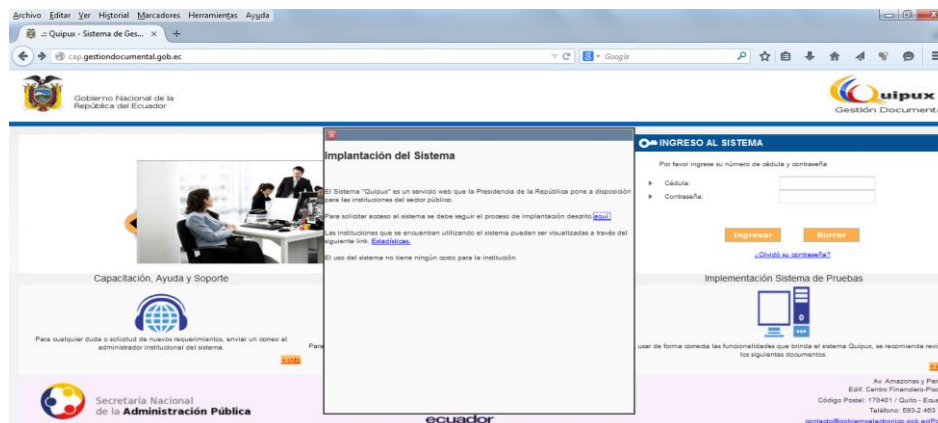 Archivo Editar Ver Historial Marcadores Herramientas Ayuda
.:: Quipux - Sistema de Ges...
cap.gestiondocumental.gob.ec
Google
Gobierno Nacional de la
República del Ecuador
Quipux
Gestión Document
Implantación del Sistema
El Sistema "Quipux" es un servicio web que la Presidencia de la República pone a disposición
para las instituciones del sector público.
Para solicitar acceso al sistema se debe seguir el proceso de implantación descrito aquí
Las instituciones que se encuentran utilizando el sistema pueden ser visualizadas a través del
siguiente link. Estadísticas.
El uso del sistema no tiene ningún costo para la institución.
INGRESO AL SISTEMA
Por favor ingrese su número de cédula y contraseña
Cédula:
Contraseña:
Ingresar Borrar
¿Olvidó su contraseña?
Capacitación, Ayuda y Soporte
Para cualquier duda o solicitud de nuevos requerimientos, enviar un correo al
administrador institucional del sistema.
+ Info
Para
Implementación Sistema de Pruebas
usar de forma correcta las funcionalidades que brinda el sistema Quipux, se recomienda revi
los siguientes documentos:
Secretaría Nacional
de la Administración Pública
ecuador
Av. Amazonas y Per
Edif. Centro Financiero-Piso
Código Postal: 170401 / Quito - Ecua
Teléfono: 593-2 463
contacto@gobiernoelectronico.gob.ec